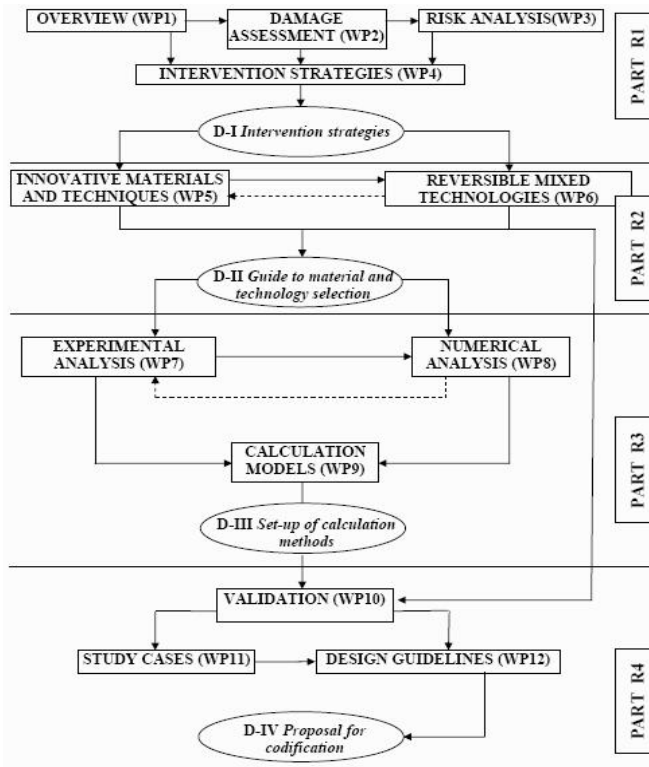 OVERVIEW (WP1)
DAMAGE
ASSESSMENT (WP2)
RISK ANALYSIS(WP3)
INTERVENTION STRATEGIES (WP4)
D-I Intervention strategies
PART R1
INNOVATIVE MATERIALS
AND TECHNIQUES (WP5)
REVERSIBLE MIXED
TECHNOLOGIES (WP6)
D-II Guide to material and
technology selection
PART R2
EXPERIMENTAL
ANALYSIS (WP7)
NUMERICAL
ANALYSIS (WP8)
CALCULATION
MODELS (WP9)
D-III Set-up of calculation
methods
PART R3
VALIDATION (WP10)
STUDY CASES (WP11)
DESIGN GUIDELINES (WP12)
D-IV Proposal for
codification
PART R4